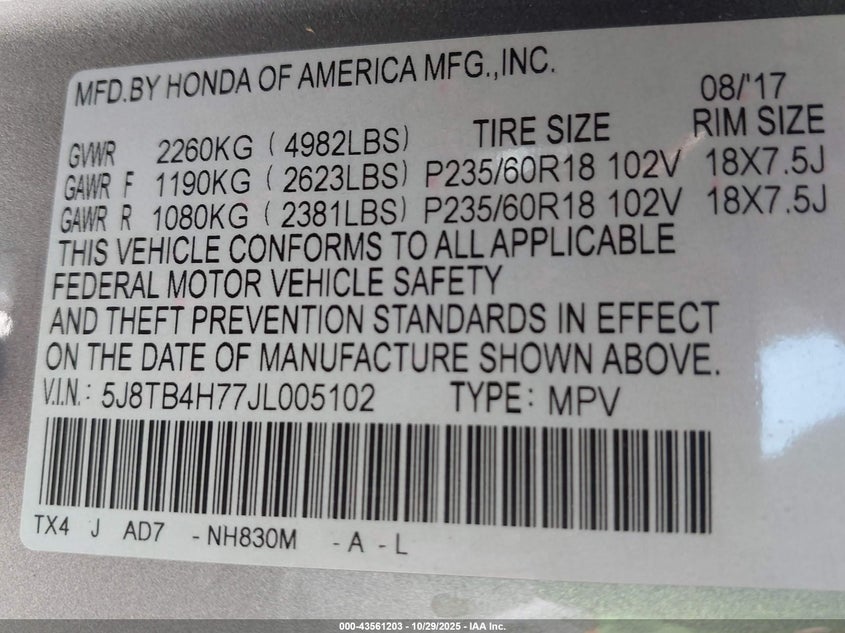 MFD.BY HONDA OF AMERICA MFG.,INC.
08/'17
GVWR 2260KG ( 4982LBS) TIRE SIZE RIM SIZE
GAWR F 1190KG ( 2623LBS) P235/60R18 102V 18X7.5J
GAWR R 1080KG ( 2381LBS) P235/60R18 102V 18X7.5J
THIS VEHICLE CONFORMS TO ALL APPLICABLE
FEDERAL MOTOR VEHICLE SAFETY
AND THEFT PREVENTION STANDARDS IN EFFECT
ON THE DATE OF MANUFACTURE SHOWN ABOVE.
V.I.N.: 5J8TB4H77JL005102 TYPE: MPV
TX4 J AD7 - NH830M - A - L
000-43561203 - 10/29/2025 - IAA Inc.